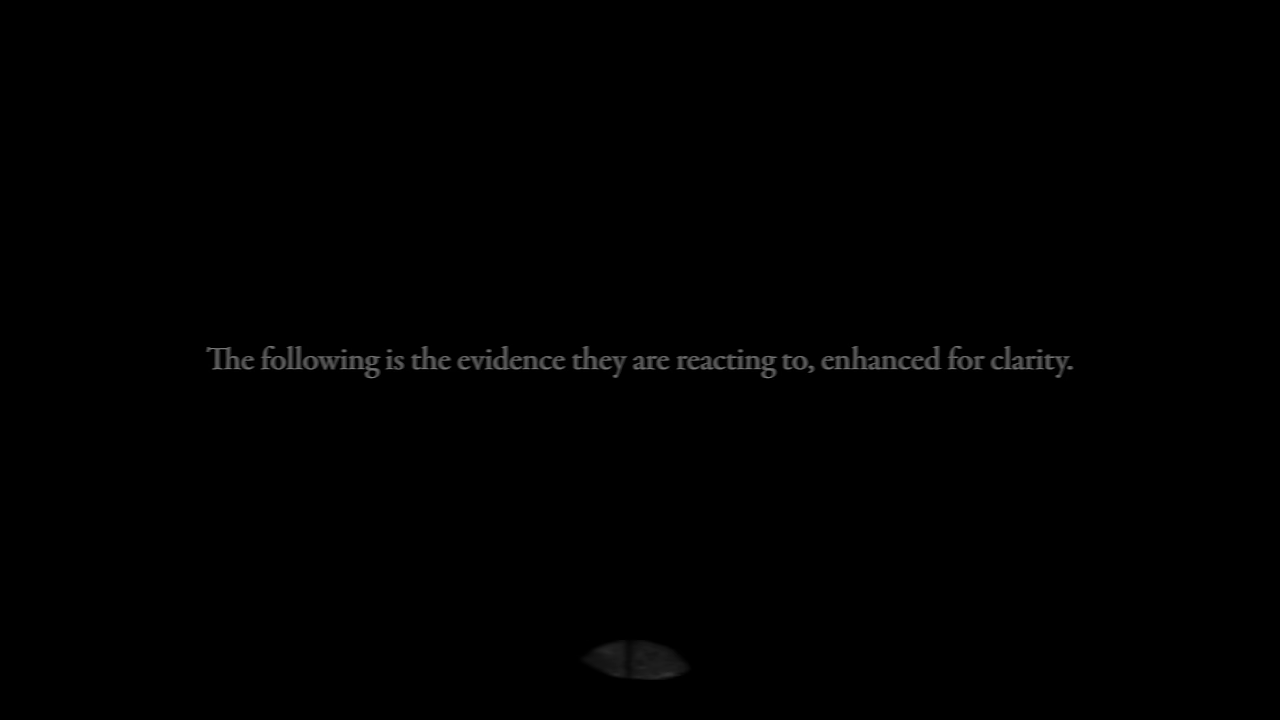 The following is the evidence they are reacting to, enhanced for clarity.